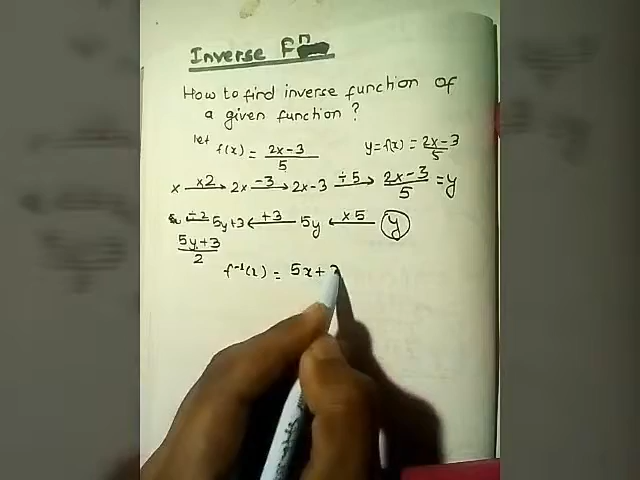 Inverse Fn
How to find inverse function of
a given function ?
let f(x) = 2x-3/5 y=f(x) = 2x-3/5
x ×2→ 2x -3→ 2x-3 ÷5→ 2x-3/5 = y
÷2← 5y+3 ←+3 5y ←×5 y
5y+3/2
f⁻¹(x) = 5x+